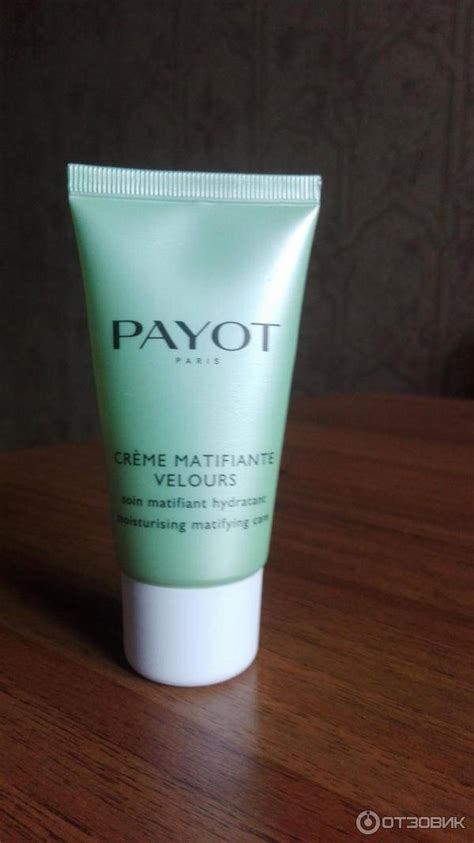 PAYOT
PARIS
CRÈME MATIFIANTE
VELOURS
soin matifiant hydratant
moisturising matifying care
ОТЗОВИК